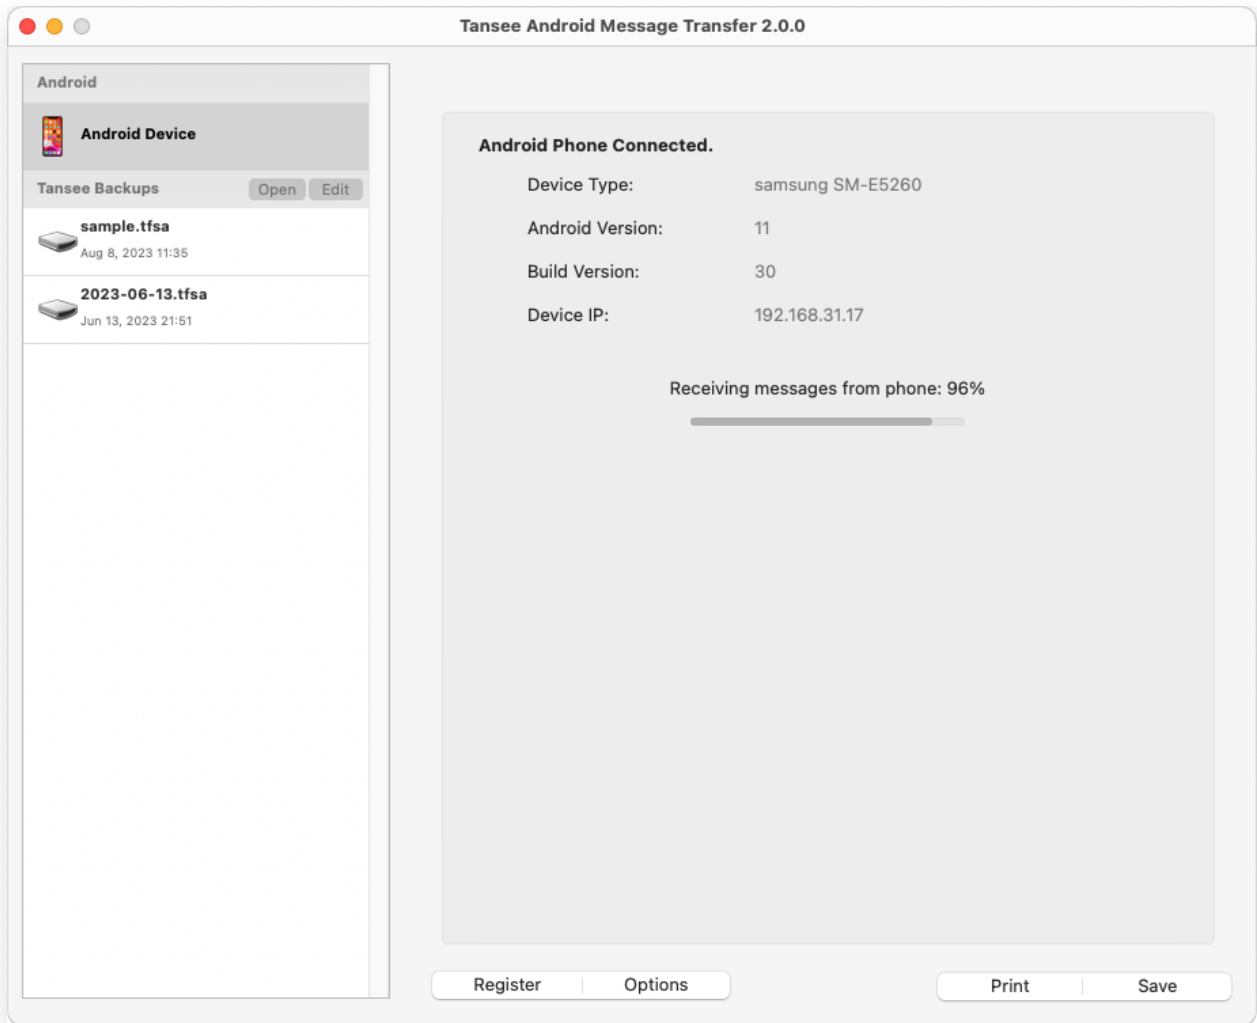 Tansee Android Message Transfer 2.0.0
Android
Android Device
Tansee Backups Open Edit
sample.tfsa
Aug 8, 2023 11:35
2023-06-13.tfsa
Jun 13, 2023 21:51
Android Phone Connected.
Device Type: samsung SM-E5260
Android Version: 11
Build Version: 30
Device IP: 192.168.31.17
Receiving messages from phone: 96%
Register Options Print Save